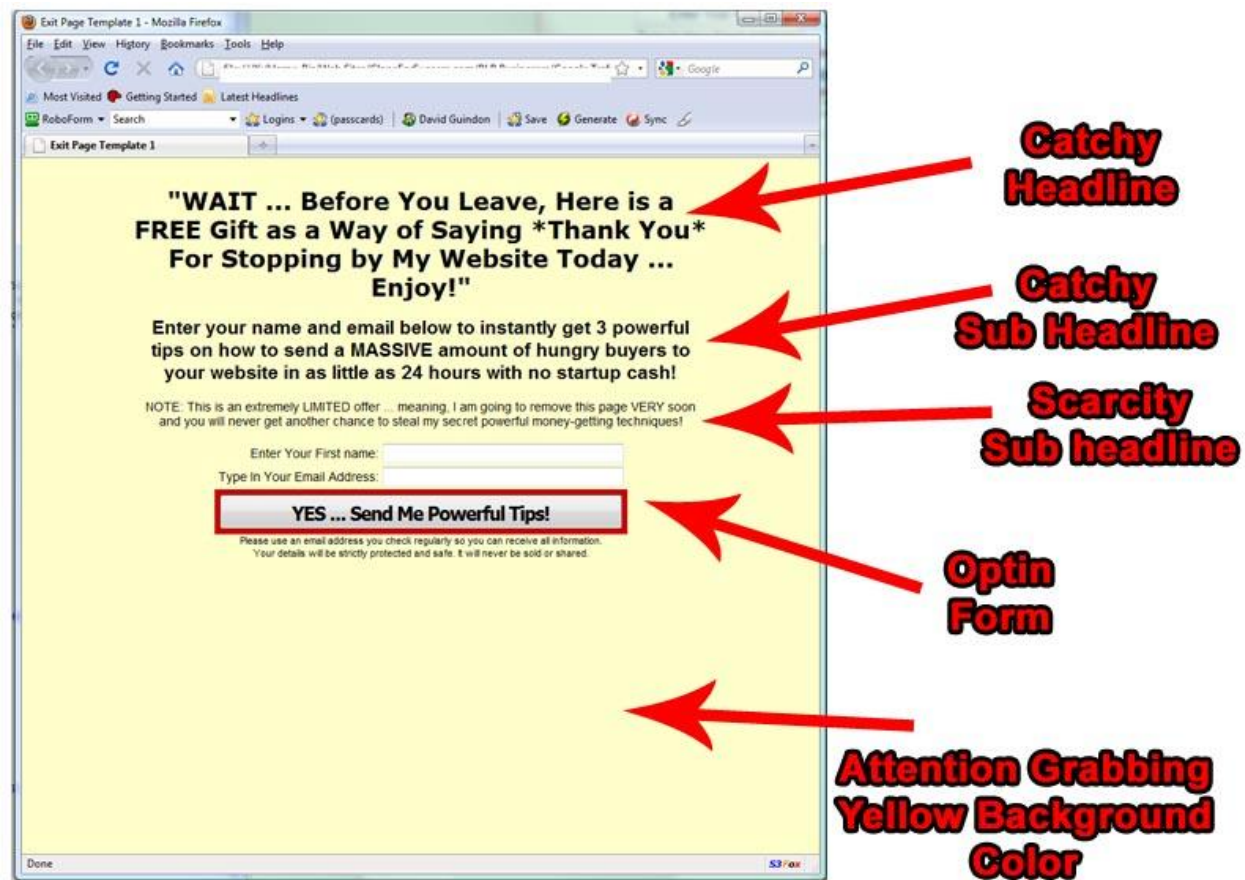 Exit Page Template 1 - Mozilla Firefox
File Edit View History Bookmarks Tools Help
Google
Most Visited Getting Started Latest Headlines
RoboForm Search Logins (passcards) David Guindon Save Generate Sync
Exit Page Template 1
"WAIT ... Before You Leave, Here is a
FREE Gift as a Way of Saying *Thank You*
For Stopping by My Website Today ...
Enjoy!"
Enter your name and email below to instantly get 3 powerful
tips on how to send a MASSIVE amount of hungry buyers to
your website in as little as 24 hours with no startup cash!
NOTE: This is an extremely LIMITED offer ... meaning, I am going to remove this page VERY soon
and you will never get another chance to steal my secret powerful money-getting techniques!
Enter Your First name:
Type In Your Email Address:
YES ... Send Me Powerful Tips!
Please use an email address you check regularly so you can receive all information.
Your details will be strictly protected and safe. It will never be sold or shared.
Done
S3Fox
Catchy
Headline
Catchy
Sub Headline
Scarcity
Sub headline
Optin
Form
Attention Grabbing
Yellow Background
Color